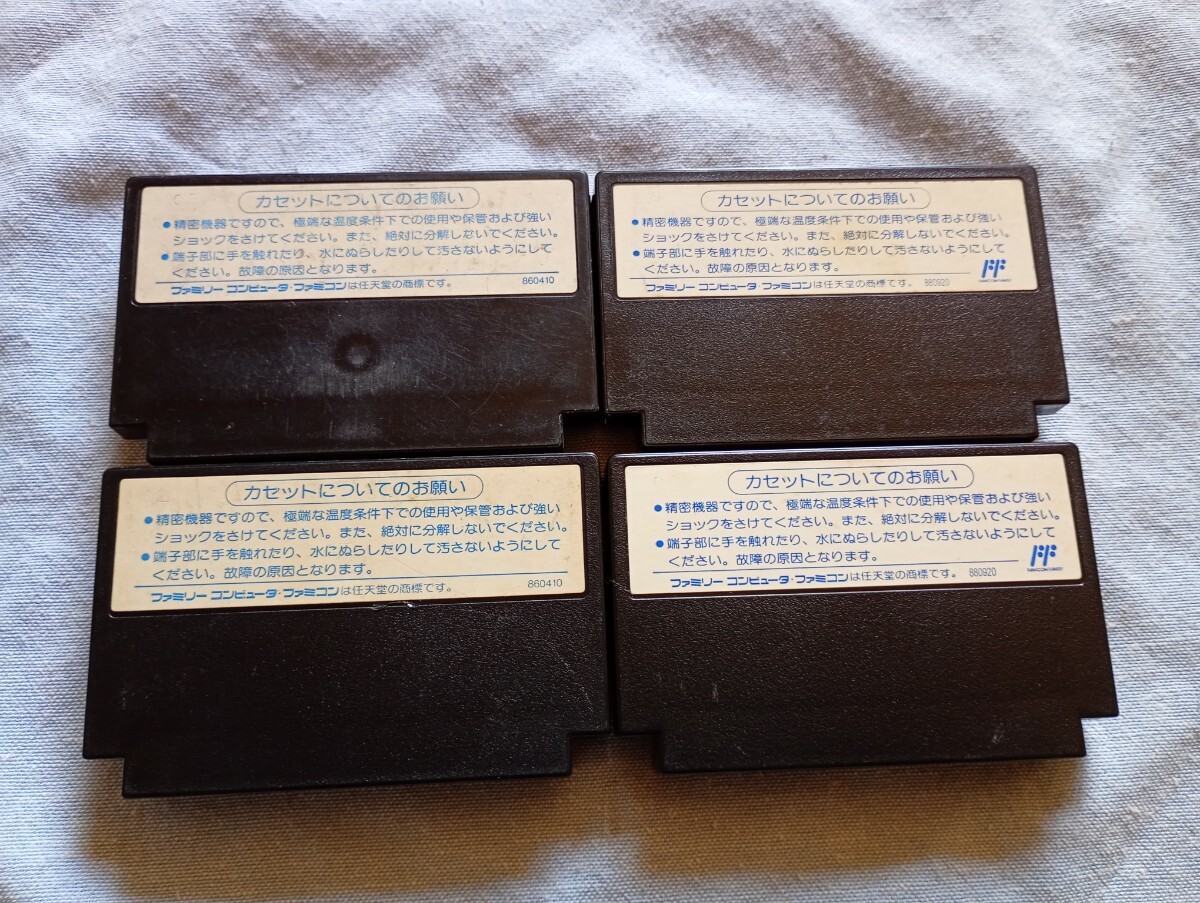 カセットについてのお願い
●精密機器ですので、極端な温度条件下での使用や保管および強い
ショックをさけてください。また、絶対に分解しないでください。
●端子部に手を触れたり、水にぬらしたりして汚さないようにして
ください。故障の原因となります。
ファミリー コンピュータ・ファミコンは任天堂の商標です。 860410
カセットについてのお願い
●精密機器ですので、極端な温度条件下での使用や保管および強い
ショックをさけてください。また、絶対に分解しないでください。
●端子部に手を触れたり、水にぬらしたりして汚さないようにして
ください。故障の原因となります。
FF
ファミリー コンピュータ・ファミコンは任天堂の商標です。 880920
カセットについてのお願い
●精密機器ですので、極端な温度条件下での使用や保管および強い
ショックをさけてください。また、絶対に分解しないでください。
●端子部に手を触れたり、水にぬらしたりして汚さないようにして
ください。故障の原因となります。
ファミリー コンピュータ・ファミコンは任天堂の商標です。 860410
カセットについてのお願い
●精密機器ですので、極端な温度条件下での使用や保管および強い
ショックをさけてください。また、絶対に分解しないでください。
●端子部に手を触れたり、水にぬらしたりして汚さないようにして
ください。故障の原因となります。
FF
ファミリー コンピュータ・ファミコンは任天堂の商標です。 880920